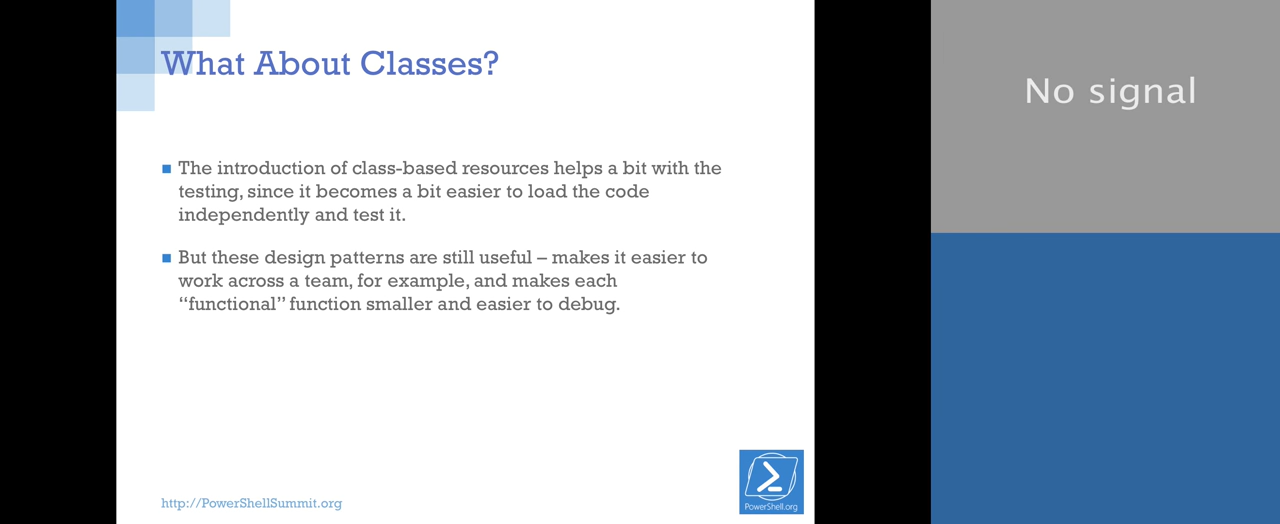 What About Classes?
The introduction of class-based resources helps a bit with the
testing, since it becomes a bit easier to load the code
independently and test it.
But these design patterns are still useful – makes it easier to
work across a team, for example, and makes each
“functional” function smaller and easier to debug.
http://PowerShellSummit.org
PowerShell.org
No signal